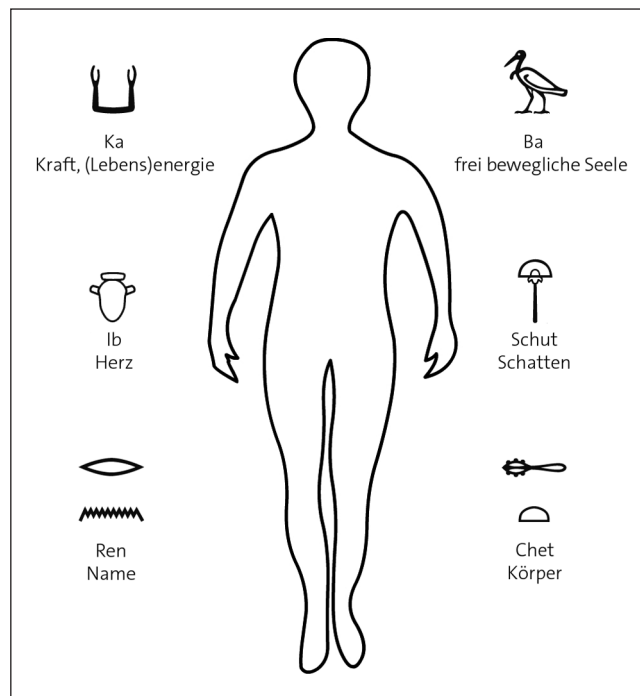 Ka
Kraft, (Lebens)energie
Ba
frei bewegliche Seele
Ib
Herz
Schut
Schatten
Ren
Name
Chet
Körper